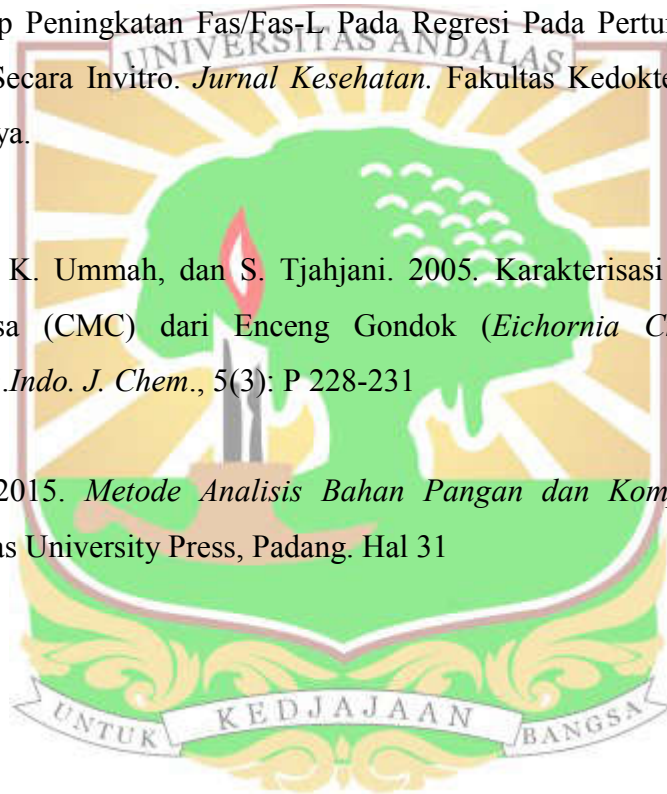 p Peningkatan Fas/Fas-L Pada Regresi Pada Pertu
UNIVERSITAS ANDALAS
Secara Invitro. Jurnal Kesehatan. Fakultas Kedokte
ya.
K. Ummah, dan S. Tjahjani. 2005. Karakterisasi
sa (CMC) dari Enceng Gondok (Eichornia C
.Indo. J. Chem., 5(3): P 228-231
2015. Metode Analisis Bahan Pangan dan Kom
as University Press, Padang. Hal 31
UNTUK KEDJAJAAN BANGSA